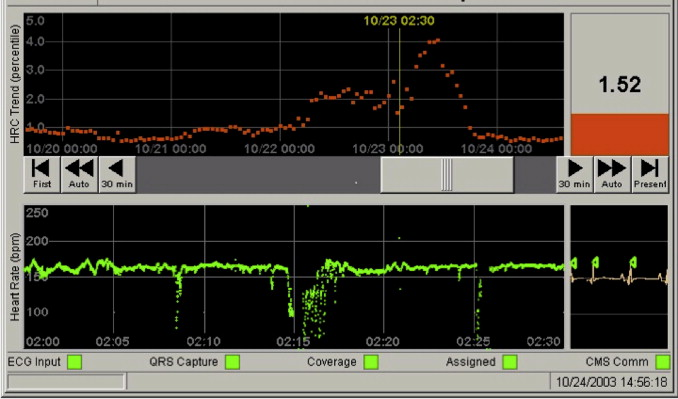 10/23 02:30
5.0
4.0
3.0
2.0
1.0
HRC Trend (percentile)
10/20 00:00 10/21 00:00 10/22 00:00 10/23 00:00 10/24 00:00
1.52
First Auto 30 min 30 min Auto Present
250
200
150
100
Heart Rate (bpm)
02:00 02:05 02:10 02:15 02:20 02:25 02:30
ECG Input QRS Capture Coverage Assigned CMS Comm
10/24/2003 14:56:18